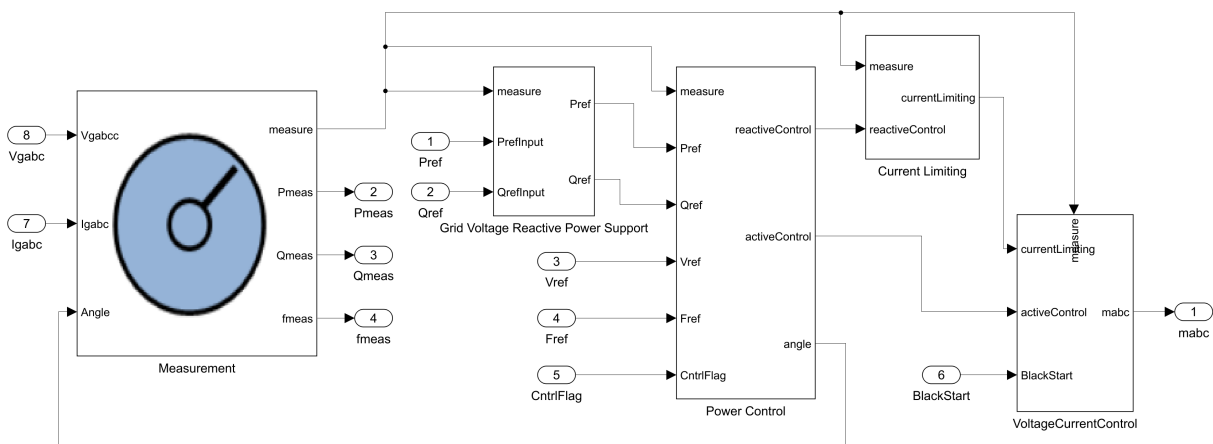 8
Vgabc
7
Igabc
Vgabcc
Igabc
Angle
measure
Pmeas
Qmeas
fmeas
Measurement
2
Pmeas
3
Qmeas
4
fmeas
1
Pref
2
Qref
measure
PrefInput
QrefInput
Pref
Qref
Grid Voltage Reactive Power Support
3
Vref
4
Fref
5
CntrlFlag
measure
Pref
Qref
Vref
Fref
CntrlFlag
reactiveControl
activeControl
angle
Power Control
measure
reactiveControl
currentLimiting
Current Limiting
6
BlackStart
measure
currentLimiting
activeControl
BlackStart
mabc
VoltageCurrentControl
1
mabc